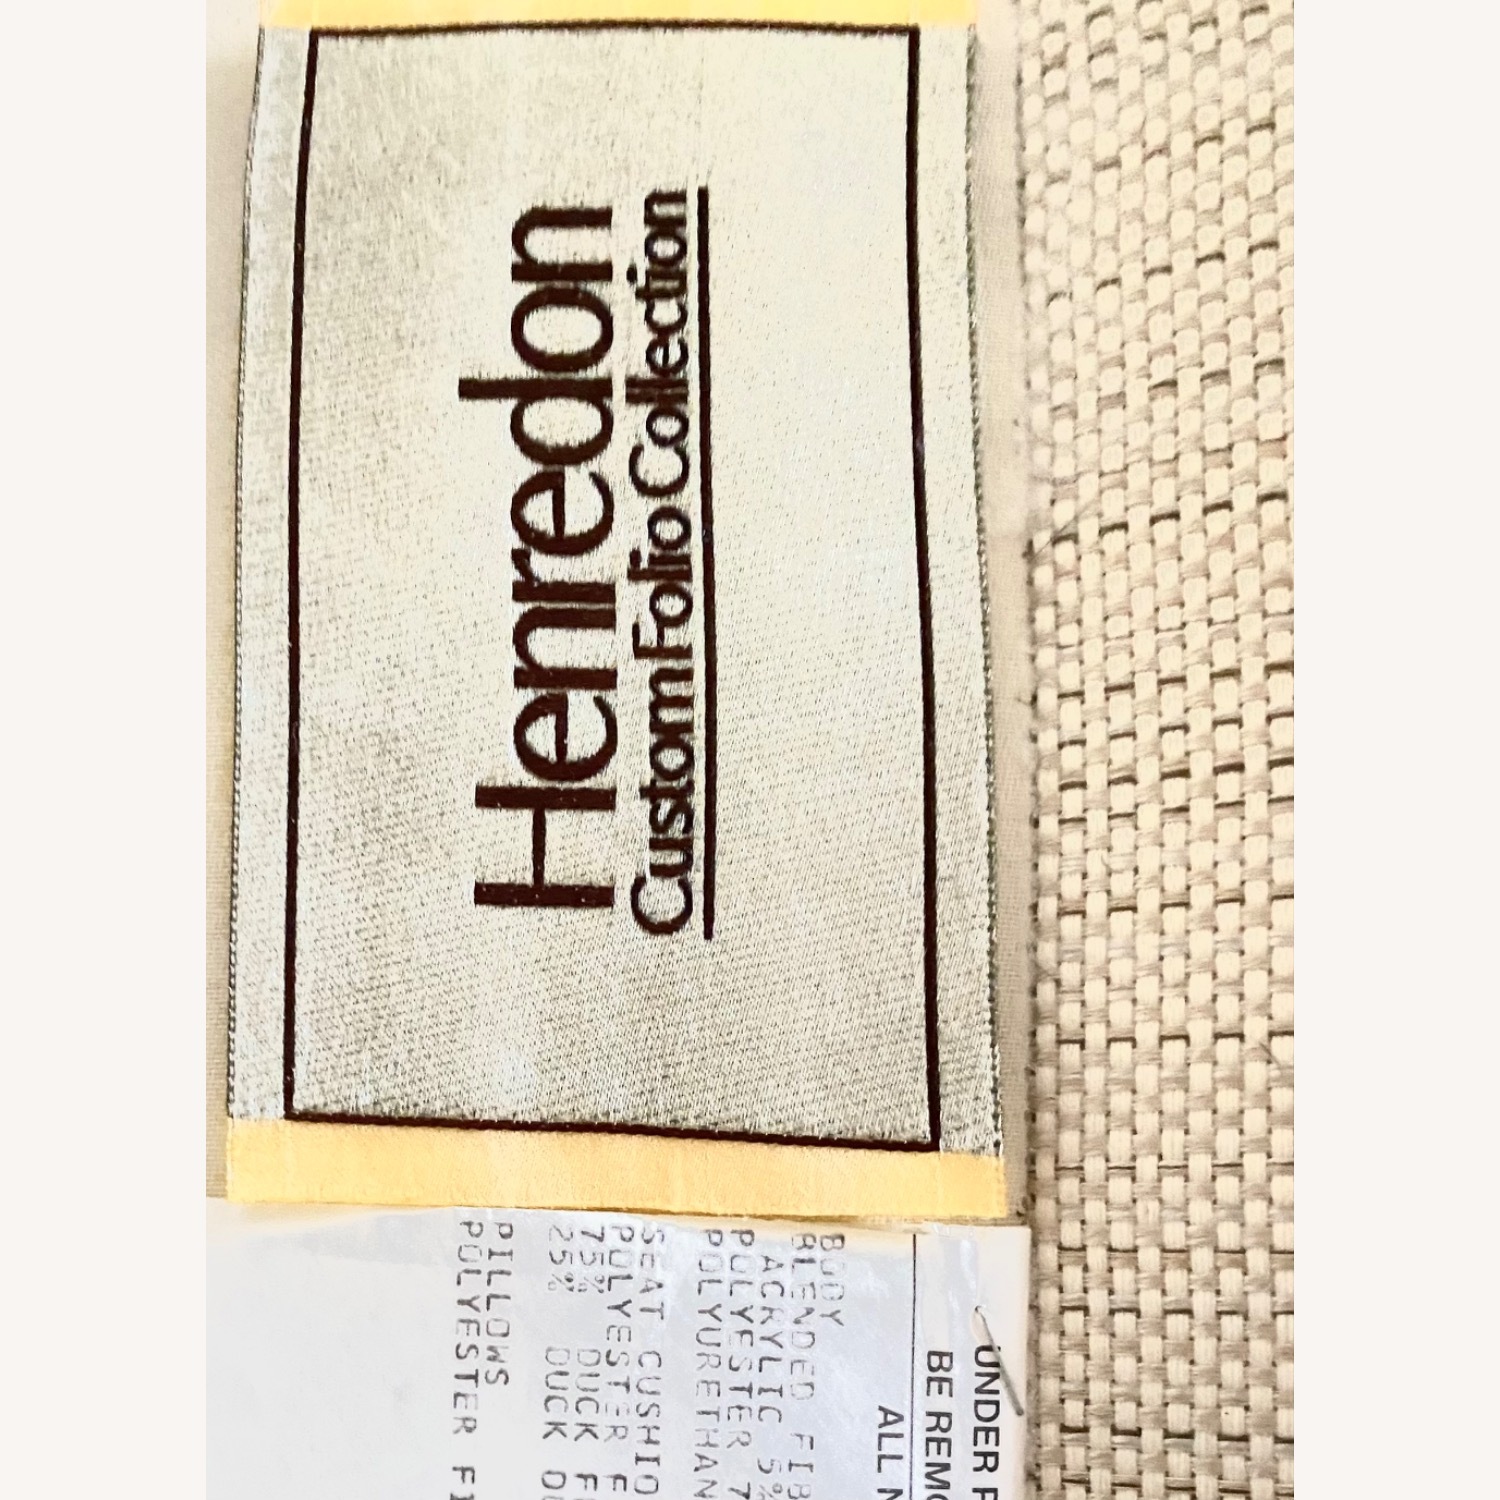 Henredon
Custom Folio Collection
UNDER
BE
ALL
BODY
BLENDED
ACRYLIC 5%
POLYESTER
SEAT
POLYESTER
75% DUCK
25% DUCK
PILLOWS
POLYESTER